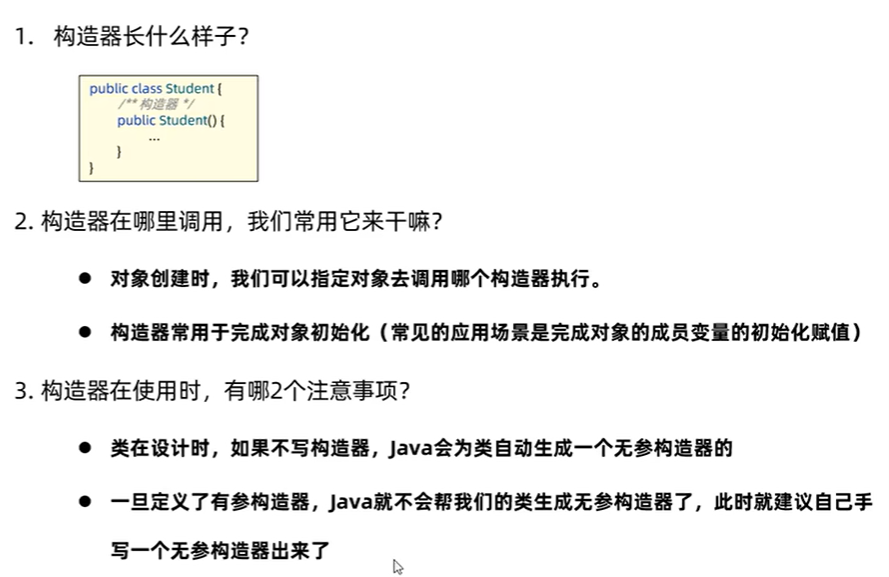 1. 构造器长什么样子？
public class Student {
/** 构造器 */
public Student() {
...
}
}
2. 构造器在哪里调用，我们常用它来干嘛？
● 对象创建时，我们可以指定对象去调用哪个构造器执行。
● 构造器常用于完成对象初始化（常见的应用场景是完成对象的成员变量的初始化赋值）
3. 构造器在使用时，有哪2个注意事项？
● 类在设计时，如果不写构造器，Java会为类自动生成一个无参构造器的
● 一旦定义了有参构造器，Java就不会帮我们的类生成无参构造器了，此时就建议自己手
写一个无参构造器出来了